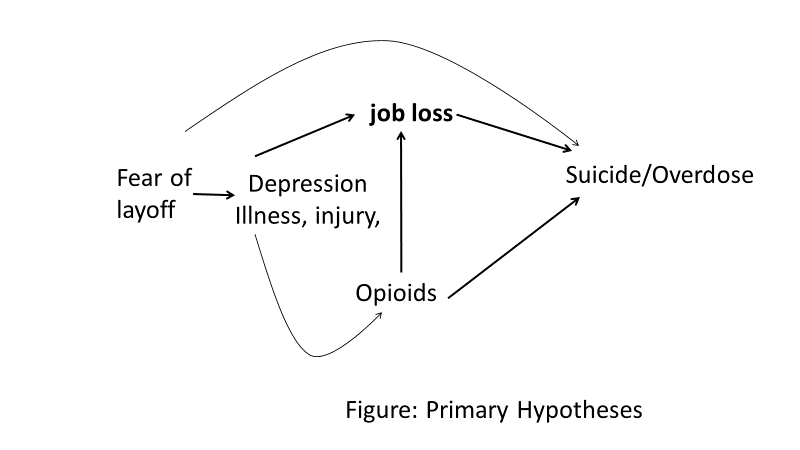 job loss
Fear of
layoff
Depression
Illness, injury,
Suicide/Overdose
Opioids
Figure: Primary Hypotheses